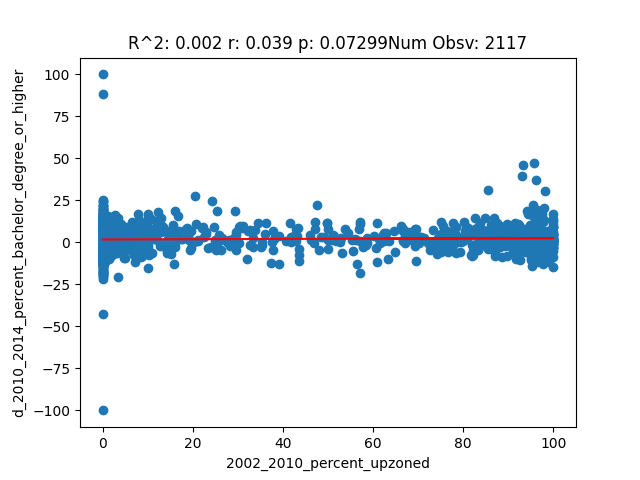 R^2: 0.002 r: 0.039 p: 0.07299Num Obsv: 2117
d_2010_2014_percent_bachelor_degree_or_higher
100
75
50
25
0
−25
−50
−75
−100
0 20 40 60 80 100
2002_2010_percent_upzoned